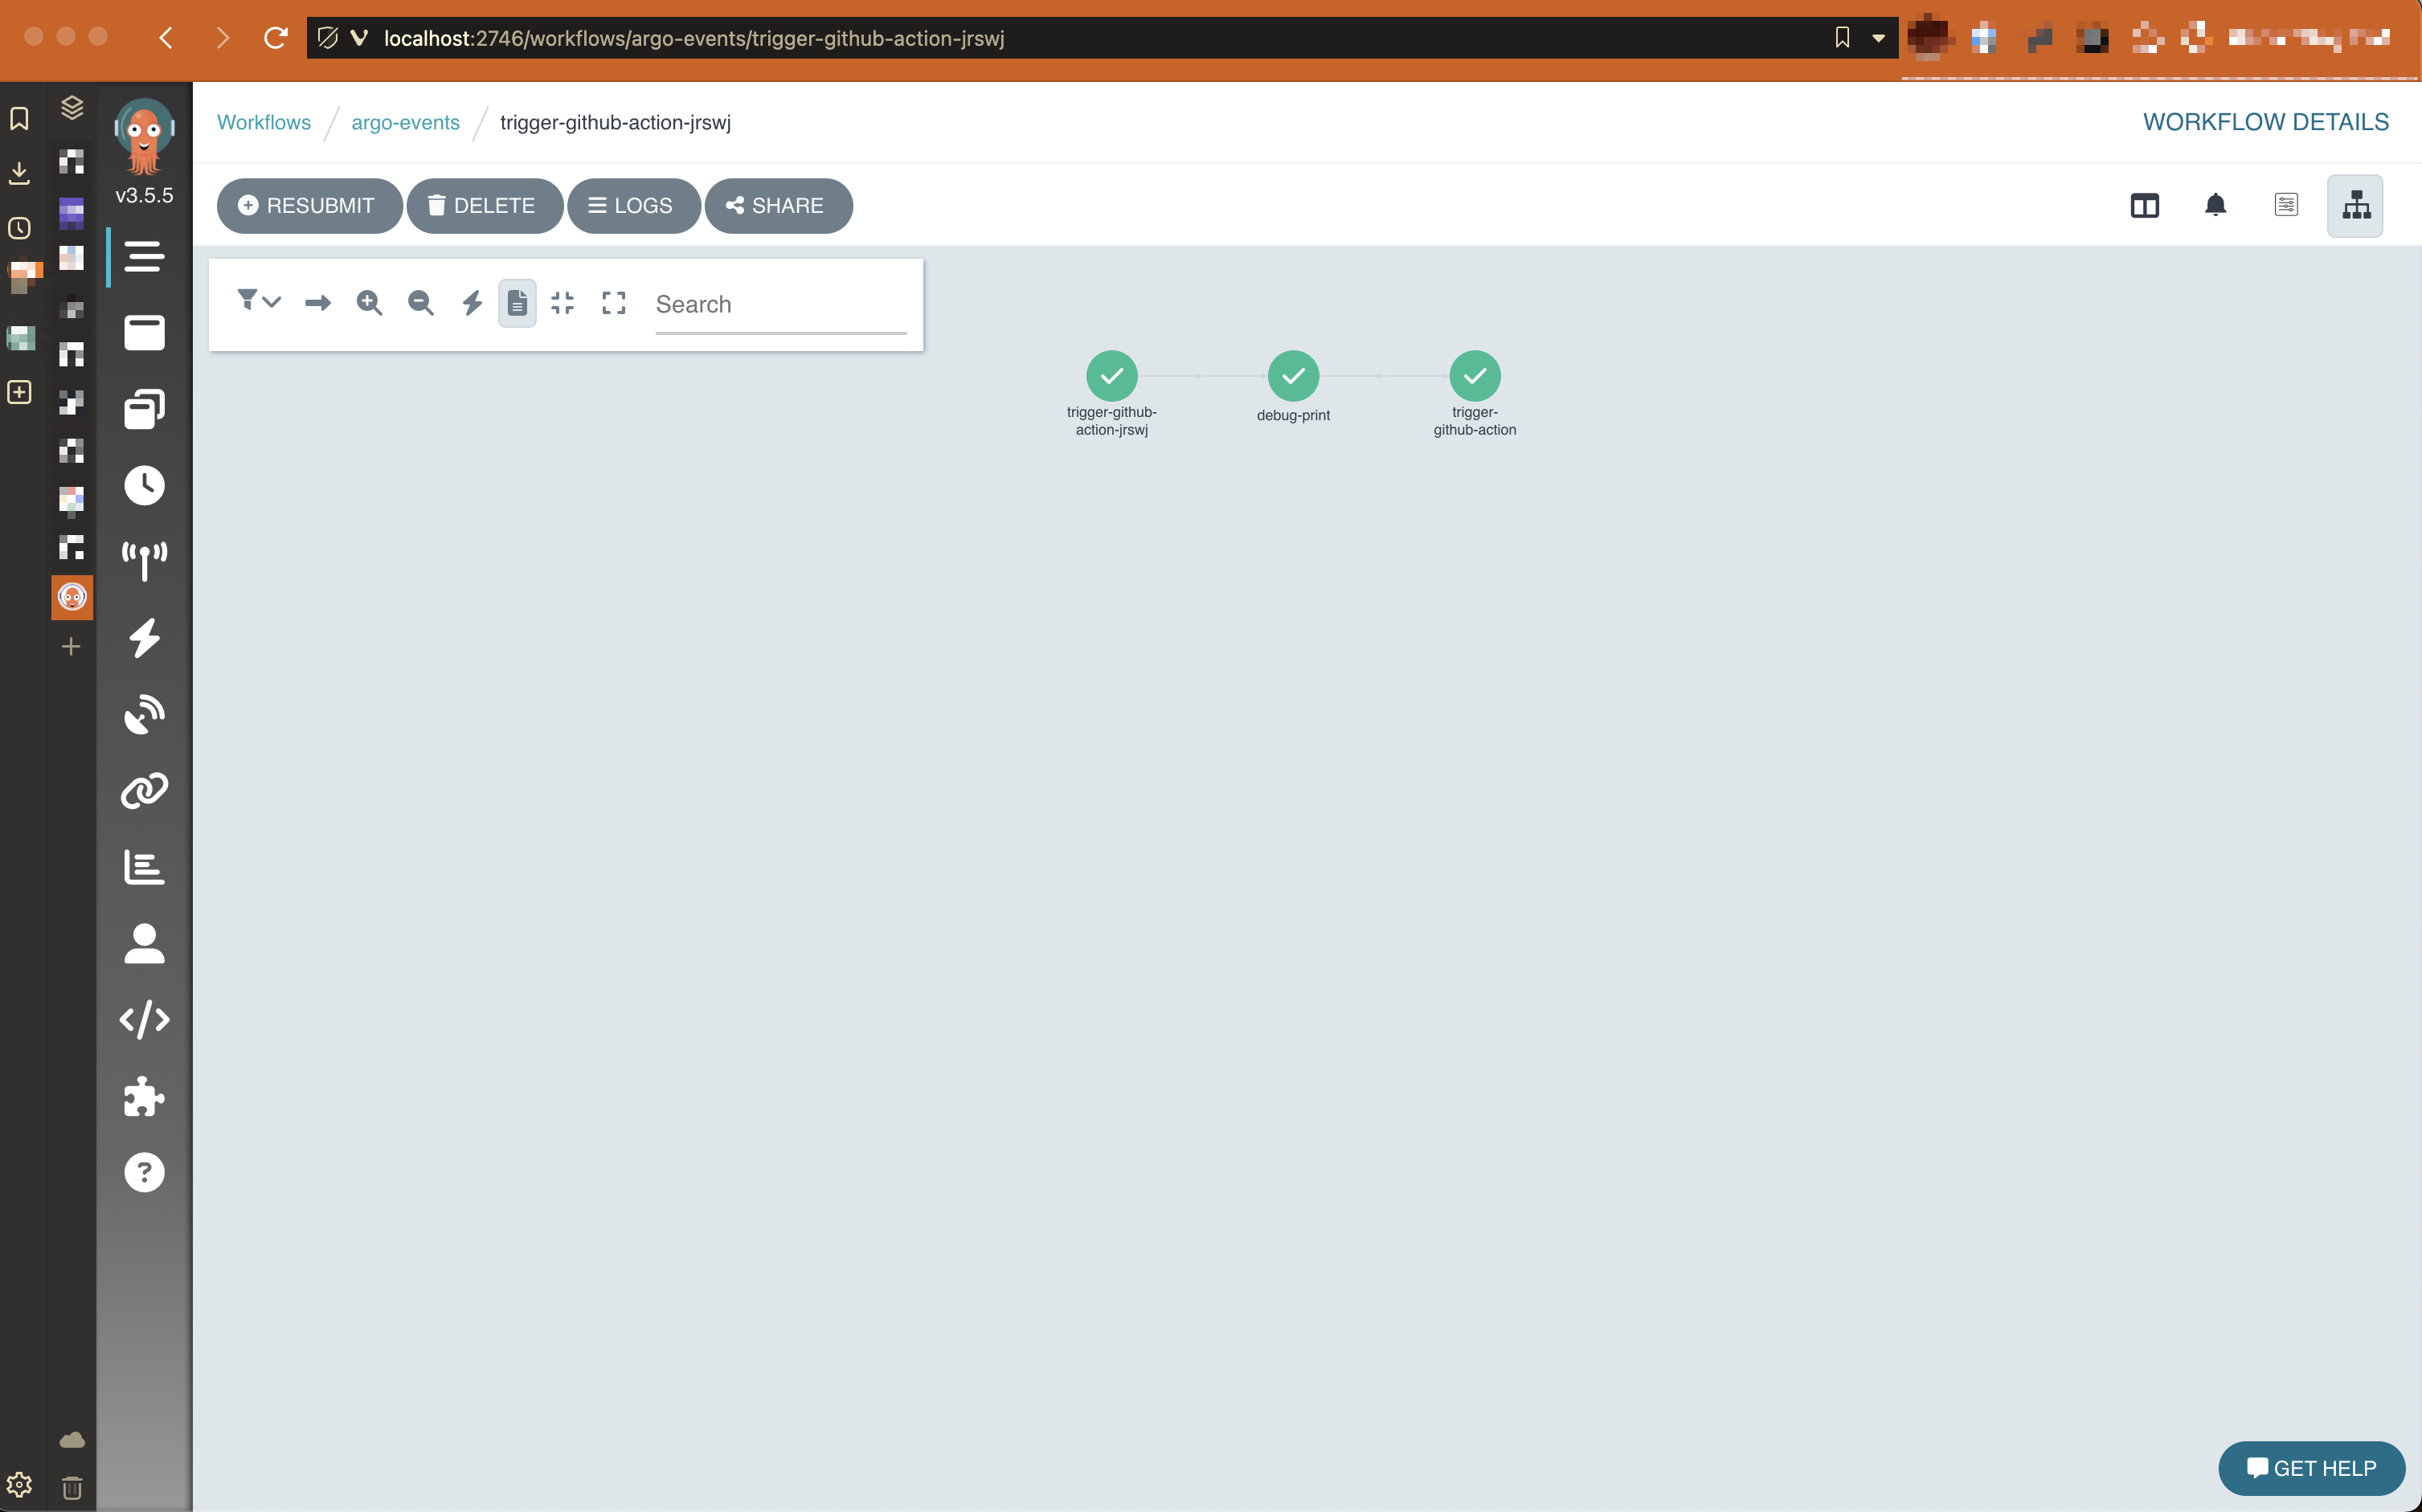 localhost:2746/workflows/argo-events/trigger-github-action-jrswj
Workflows / argo-events / trigger-github-action-jrswj
WORKFLOW DETAILS
v3.5.5
RESUBMIT
DELETE
LOGS
SHARE
Search
trigger-github-
action-jrswj
debug-print
trigger-
github-action
GET HELP